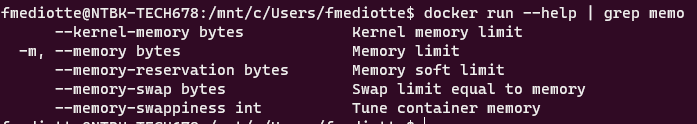 fmediotte@NTBK-TECH678:/mnt/c/Users/fmediotte$ docker run --help | grep memo
      --kernel-memory bytes            Kernel memory limit
  -m, --memory bytes                   Memory limit
      --memory-reservation bytes       Memory soft limit
      --memory-swap bytes              Swap limit equal to memory
      --memory-swappiness int          Tune container memory